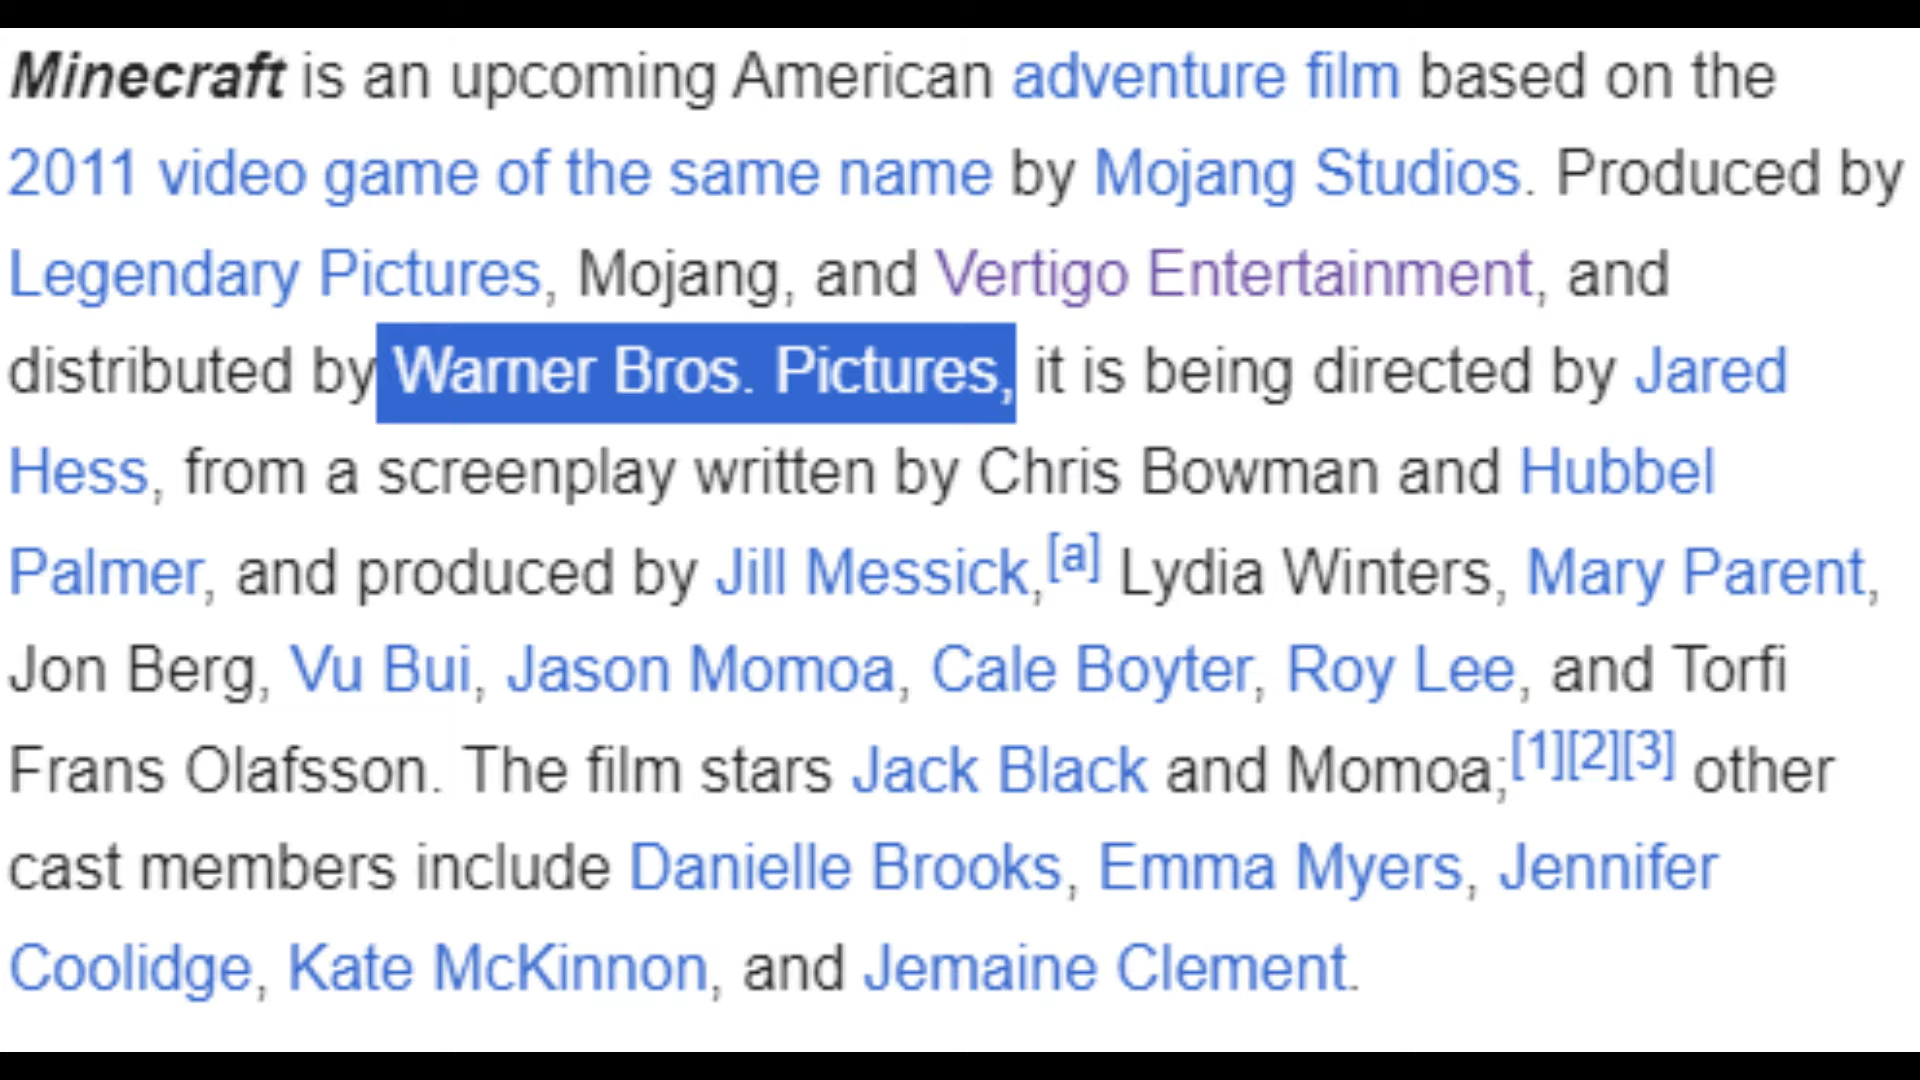 Minecraft is an upcoming American adventure film based on the
2011 video game of the same name by Mojang Studios. Produced by
Legendary Pictures, Mojang, and Vertigo Entertainment, and
distributed by Warner Bros. Pictures, it is being directed by Jared
Hess, from a screenplay written by Chris Bowman and Hubbel
Palmer, and produced by Jill Messick,[a] Lydia Winters, Mary Parent,
Jon Berg, Vu Bui, Jason Momoa, Cale Boyter, Roy Lee, and Torfi
Frans Olafsson. The film stars Jack Black and Momoa;[1][2][3] other
cast members include Danielle Brooks, Emma Myers, Jennifer
Coolidge, Kate McKinnon, and Jemaine Clement.